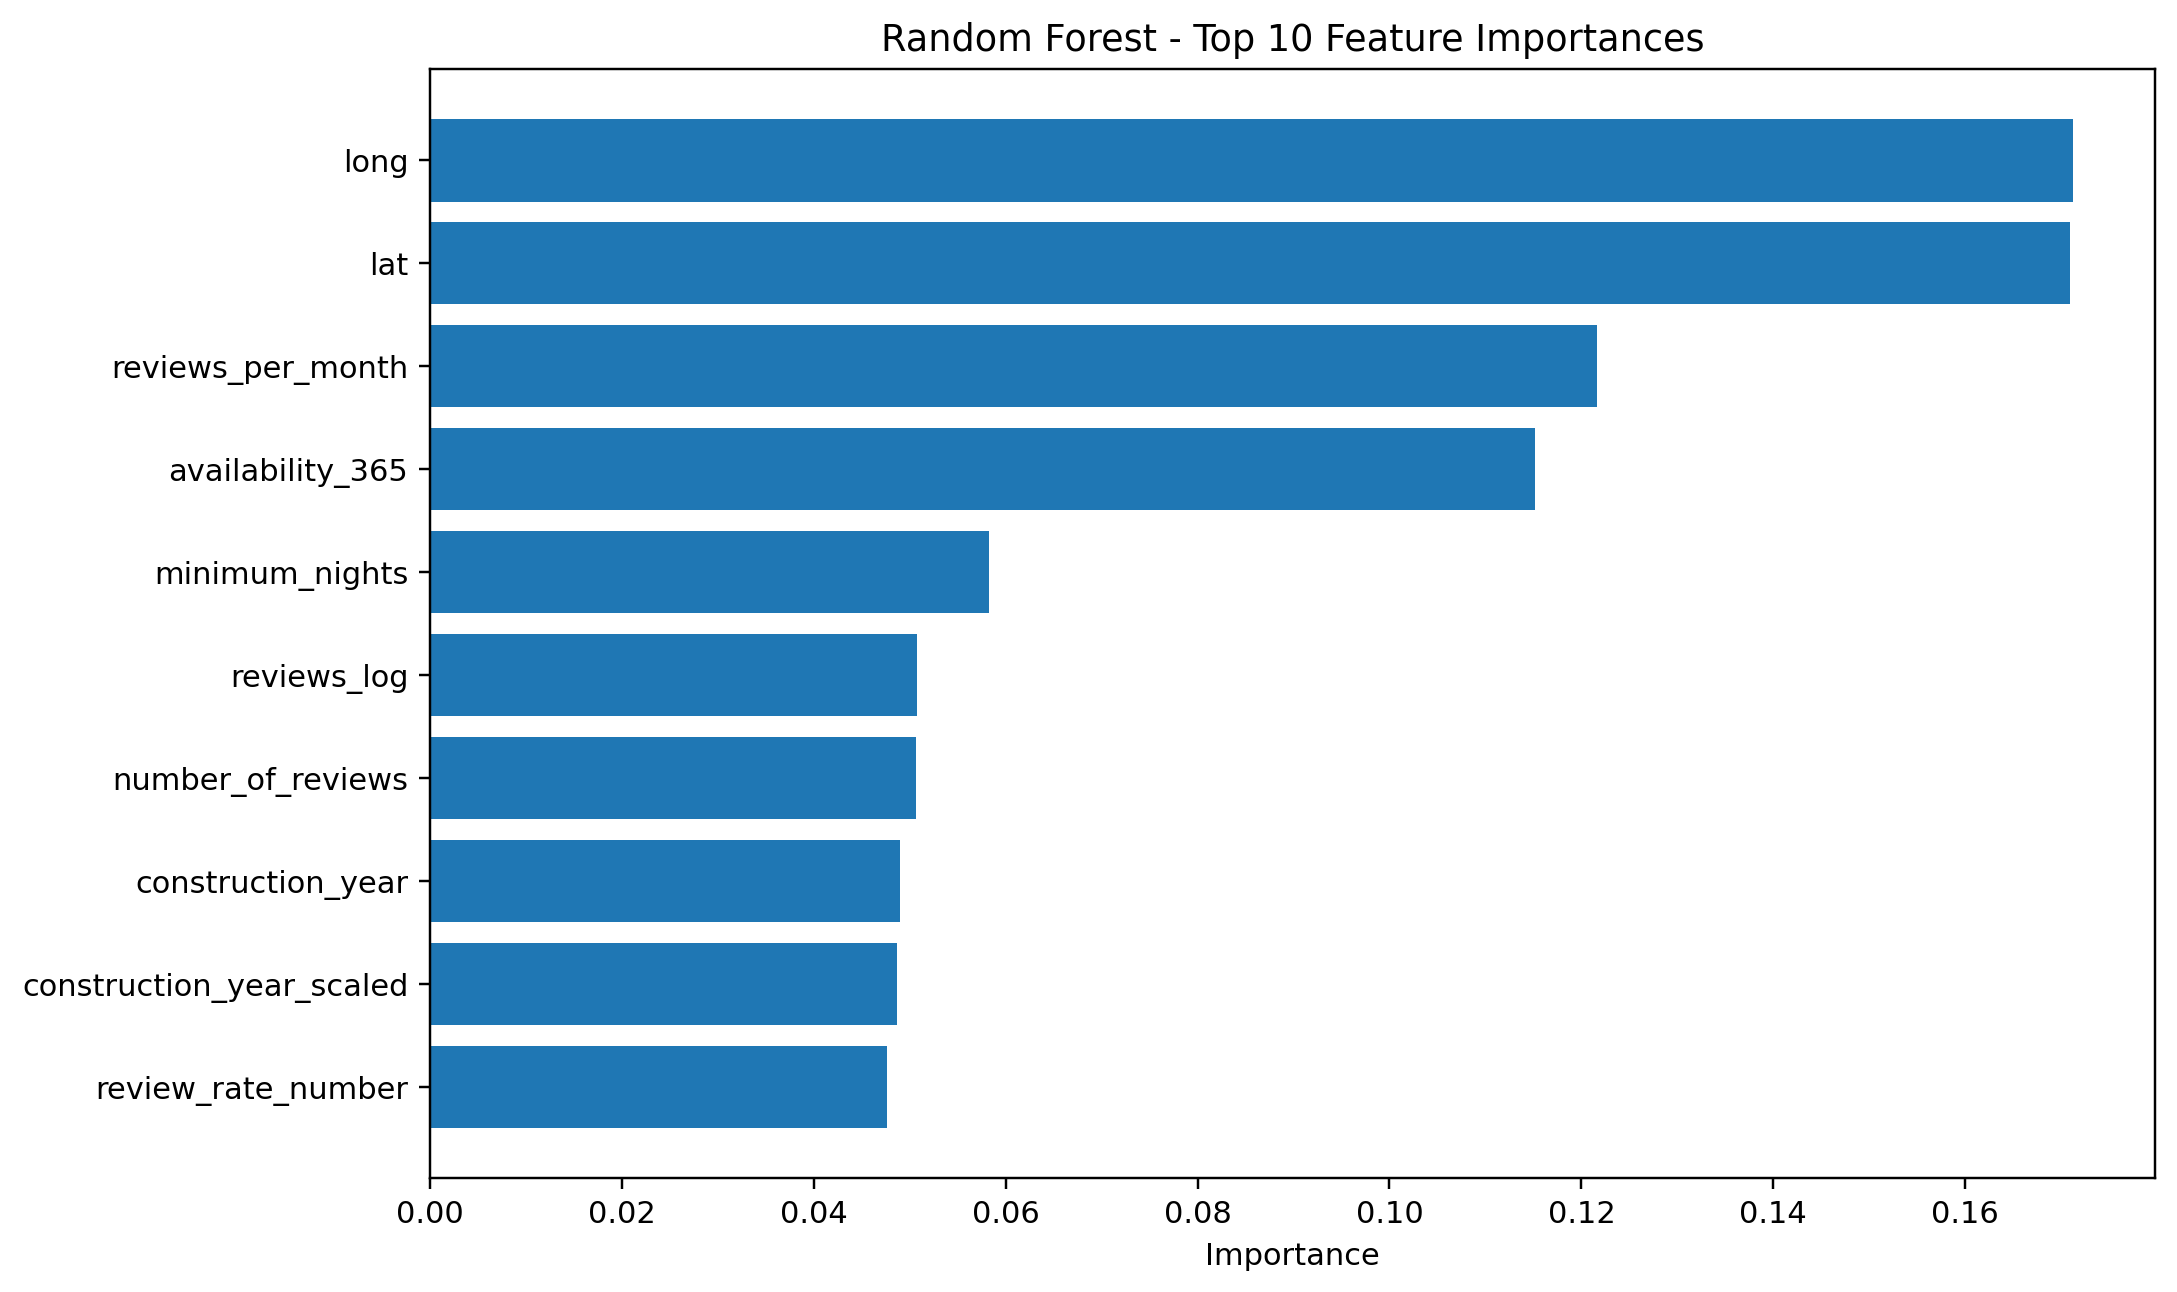 Random Forest - Top 10 Feature Importances
long
lat
reviews_per_month
availability_365
minimum_nights
reviews_log
number_of_reviews
construction_year
construction_year_scaled
review_rate_number
0.00 0.02 0.04 0.06 0.08 0.10 0.12 0.14 0.16
Importance